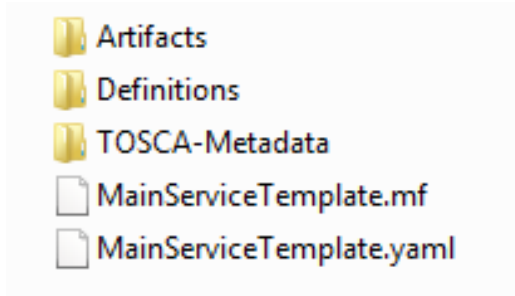 Artifacts
Definitions
TOSCA-Metadata
MainServiceTemplate.mf
MainServiceTemplate.yaml